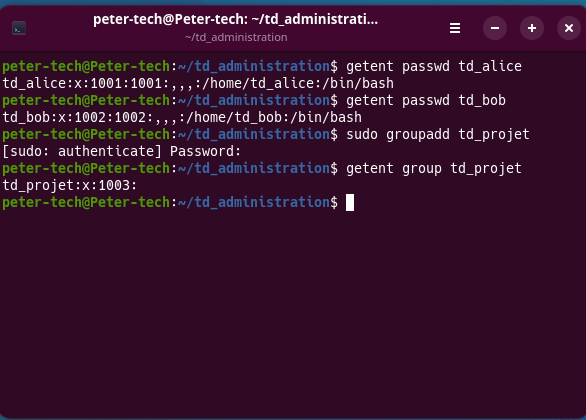 peter-tech@Peter-tech: ~/td_administrati...
~/td_administration
peter-tech@Peter-tech:~/td_administration$ getent passwd td_alice
td_alice:x:1001:1001:,,,:/home/td_alice:/bin/bash
peter-tech@Peter-tech:~/td_administration$ getent passwd td_bob
td_bob:x:1002:1002:,,,:/home/td_bob:/bin/bash
peter-tech@Peter-tech:~/td_administration$ sudo groupadd td_projet
[sudo: authenticate] Password:
peter-tech@Peter-tech:~/td_administration$ getent group td_projet
td_projet:x:1003:
peter-tech@Peter-tech:~/td_administration$